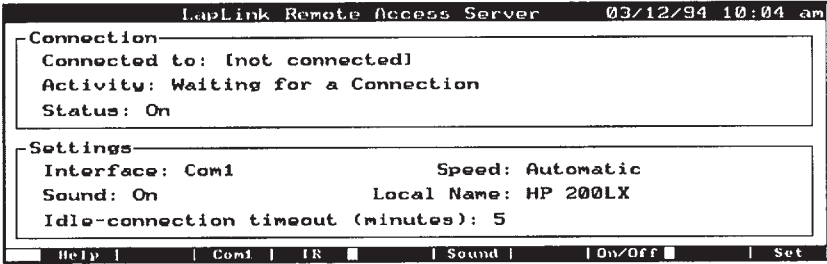 LapLink Remote Access Server 03/12/94 10:04 am
Connection
Connected to: [not connected]
Activity: Waiting for a Connection
Status: On
Settings
Interface: Com1 Speed: Automatic
Sound: On Local Name: HP 200LX
Idle-connection timeout (minutes): 5
Help | | Com1 | IR | Sound | | On/Off | Set